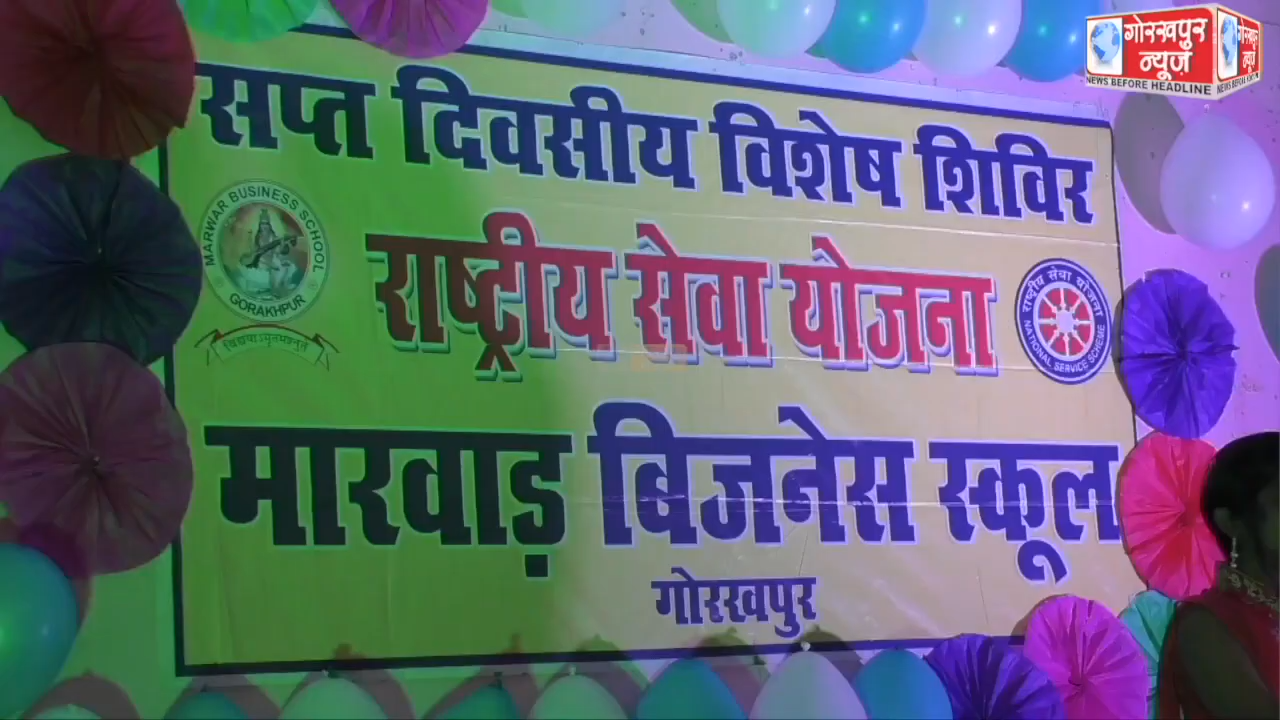 गोरखपुर
न्यूज़
NEWS BEFORE HEADLINE
सप्त दिवसीय विशेष शिविर
MARWAR BUSINESS SCHOOL
GORAKHPUR
राष्ट्रीय सेवा योजना
राष्ट्रीय सेवा योजना
NATIONAL SERVICE SCHEME
मारवाड़ बिजनेस स्कूल
गोरखपुर